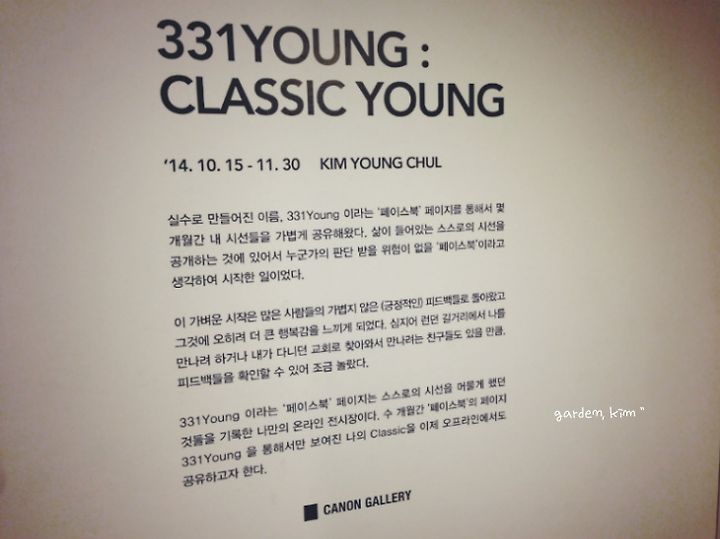 331YOUNG :
CLASSIC YOUNG
'14. 10. 15 - 11. 30 KIM YOUNG CHUL
실수로 만들어진 이름, 331Young 이라는 '페이스북' 페이지를 통해서 몇
개월간 내 시선들을 가볍게 공유해왔다. 삶이 들어있는 스스로의 시선을
공개하는 것에 있어서 누군가의 판단 받을 위험이 없을 '페이스북'이라고
생각하여 시작한 일이었다.
이 가벼운 시작은 많은 사람들의 가볍지 않은 (긍정적인) 피드백들로 돌아왔고
그것에 오히려 더 큰 행복감을 느끼게 되었다. 심지어 런던 길거리에서 나를
만나려 하거나 내가 다니던 교회로 찾아와서 만나려는 친구들도 있을 만큼,
피드백들을 확인할 수 있어 조금 놀랐다.
331Young 이라는 '페이스북' 페이지는 스스로의 시선을 머물게 했던
것들을 기록한 나만의 온라인 전시장이다. 수 개월간 '페이스북'의 페이지
331Young 을 통해서만 보여진 나의 Classic을 이제 오프라인에서도
공유하고자 한다.
garden, kim "
CANON GALLERY